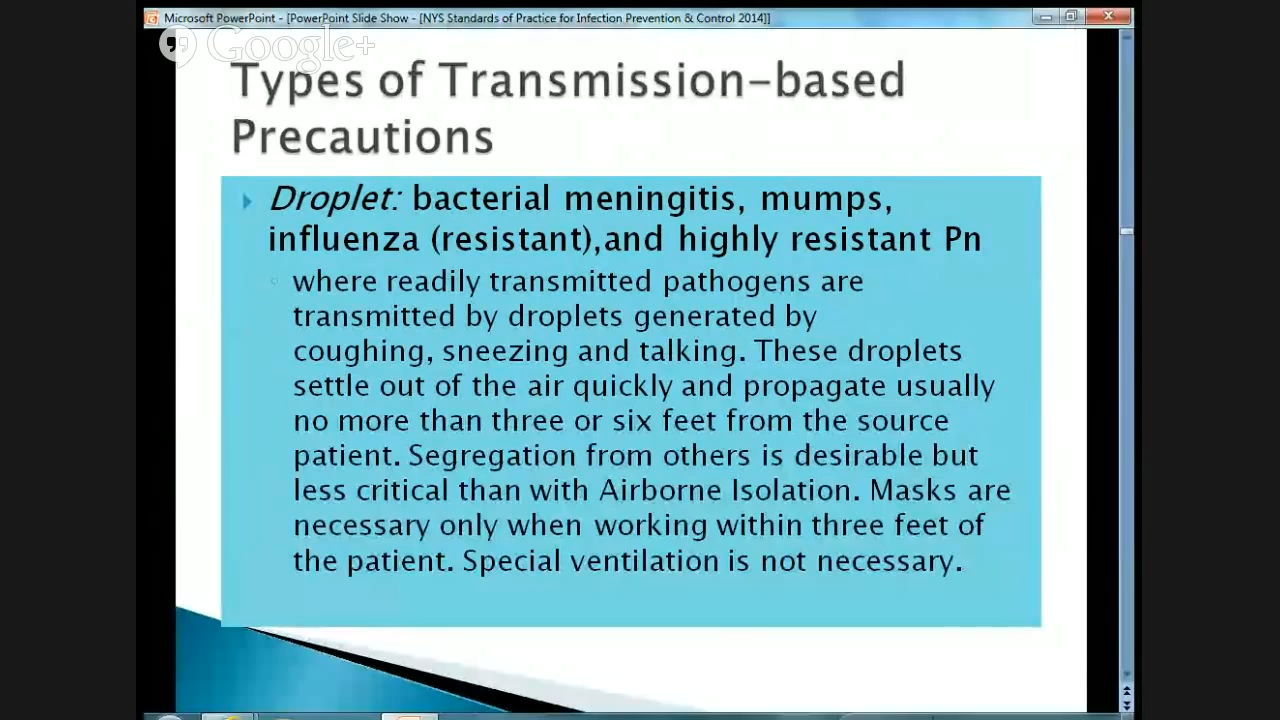 Microsoft PowerPoint - [PowerPoint Slide Show - [NYS Standards of Practice for Infection Prevention & Control 2014]]
Google+
Types of Transmission-based
Precautions
Droplet: bacterial meningitis, mumps,
influenza (resistant),and highly resistant Pn
where readily transmitted pathogens are
transmitted by droplets generated by
coughing, sneezing and talking. These droplets
settle out of the air quickly and propagate usually
no more than three or six feet from the source
patient. Segregation from others is desirable but
less critical than with Airborne Isolation. Masks are
necessary only when working within three feet of
the patient. Special ventilation is not necessary.